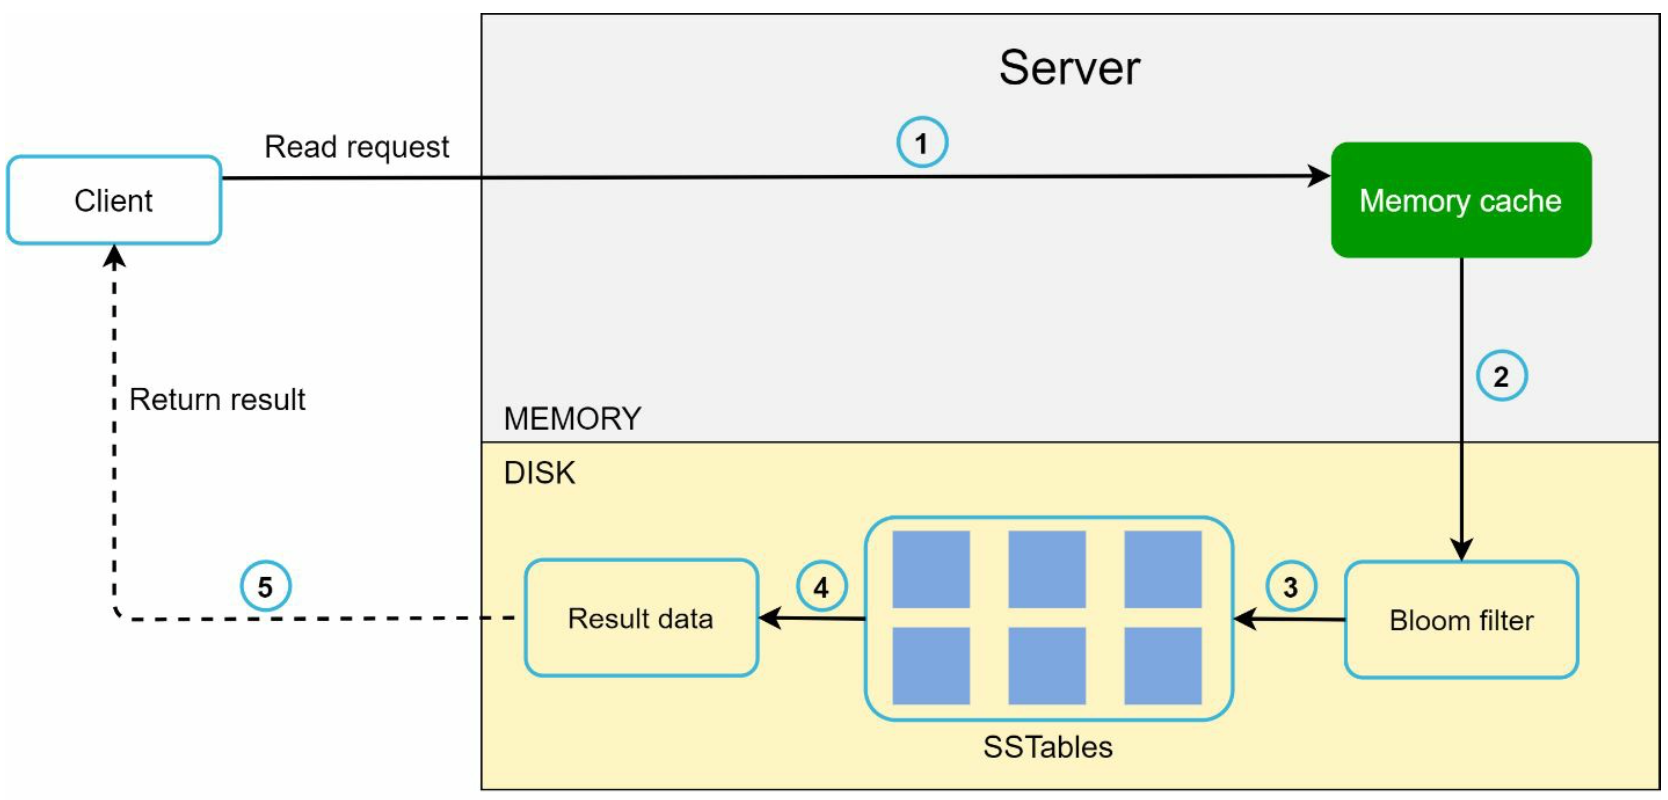 Server
Read request
1
Client
Memory cache
2
Return result
MEMORY
DISK
5
Result data
4
3
Bloom filter
SSTables